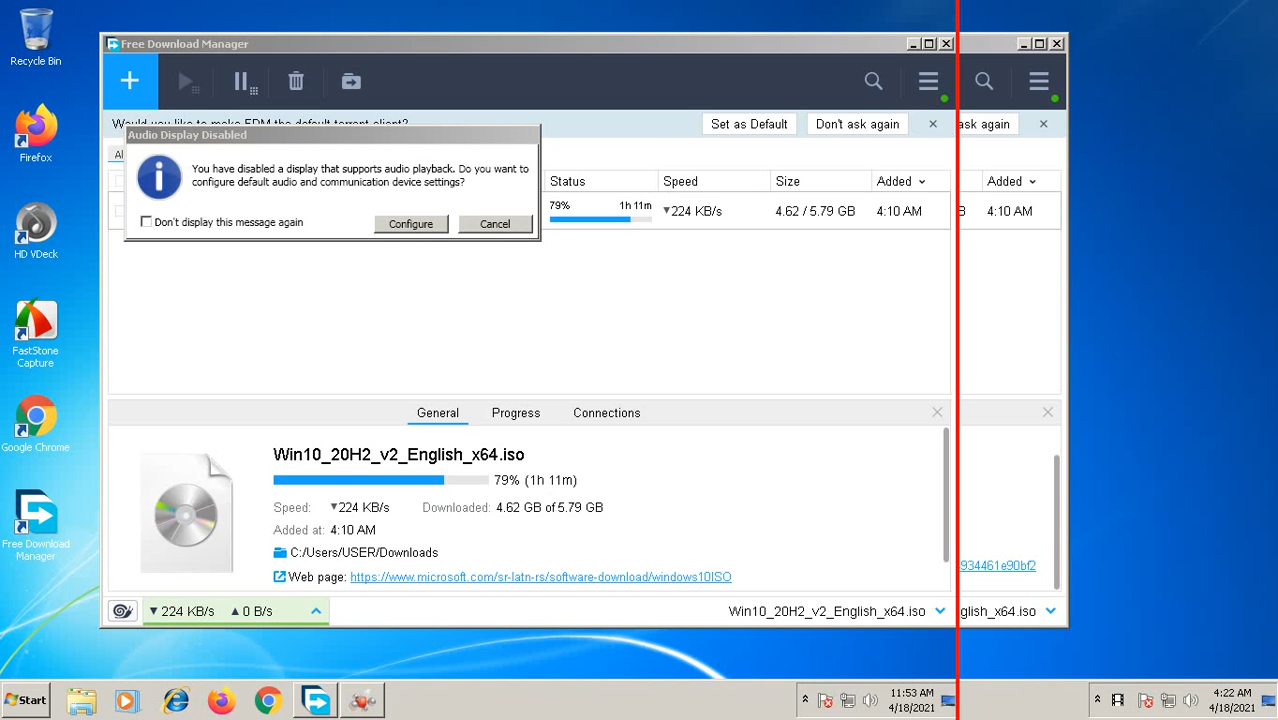 Recycle Bin
Firefox
HD VDeck
FastStone
Capture
Google Chrome
Free Download
Manager
Free Download Manager
Would you like to make FDM the default torrent client?
Set as Default
Don't ask again
ask again
Audio Display Disabled
You have disabled a display that supports audio playback. Do you want to
configure default audio and communication device settings?
Don't display this message again
Configure
Cancel
Al
Status
Speed
Size
Added
Added
79%
1h 11m
224 KB/s
4.62 / 5.79 GB
4:10 AM
B
4:10 AM
General
Progress
Connections
Win10_20H2_v2_English_x64.iso
79% (1h 11m)
Speed: 224 KB/s
Downloaded: 4.62 GB of 5.79 GB
Added at: 4:10 AM
C:/Users/USER/Downloads
Web page: https://www.microsoft.com/sr-latn-rs/software-download/windows10ISO
934461e90bf2
224 KB/s
0 B/s
Win10_20H2_v2_English_x64.iso
glish_x64.iso
Start
11:53 AM
4/18/2021
4:22 AM
4/18/2021